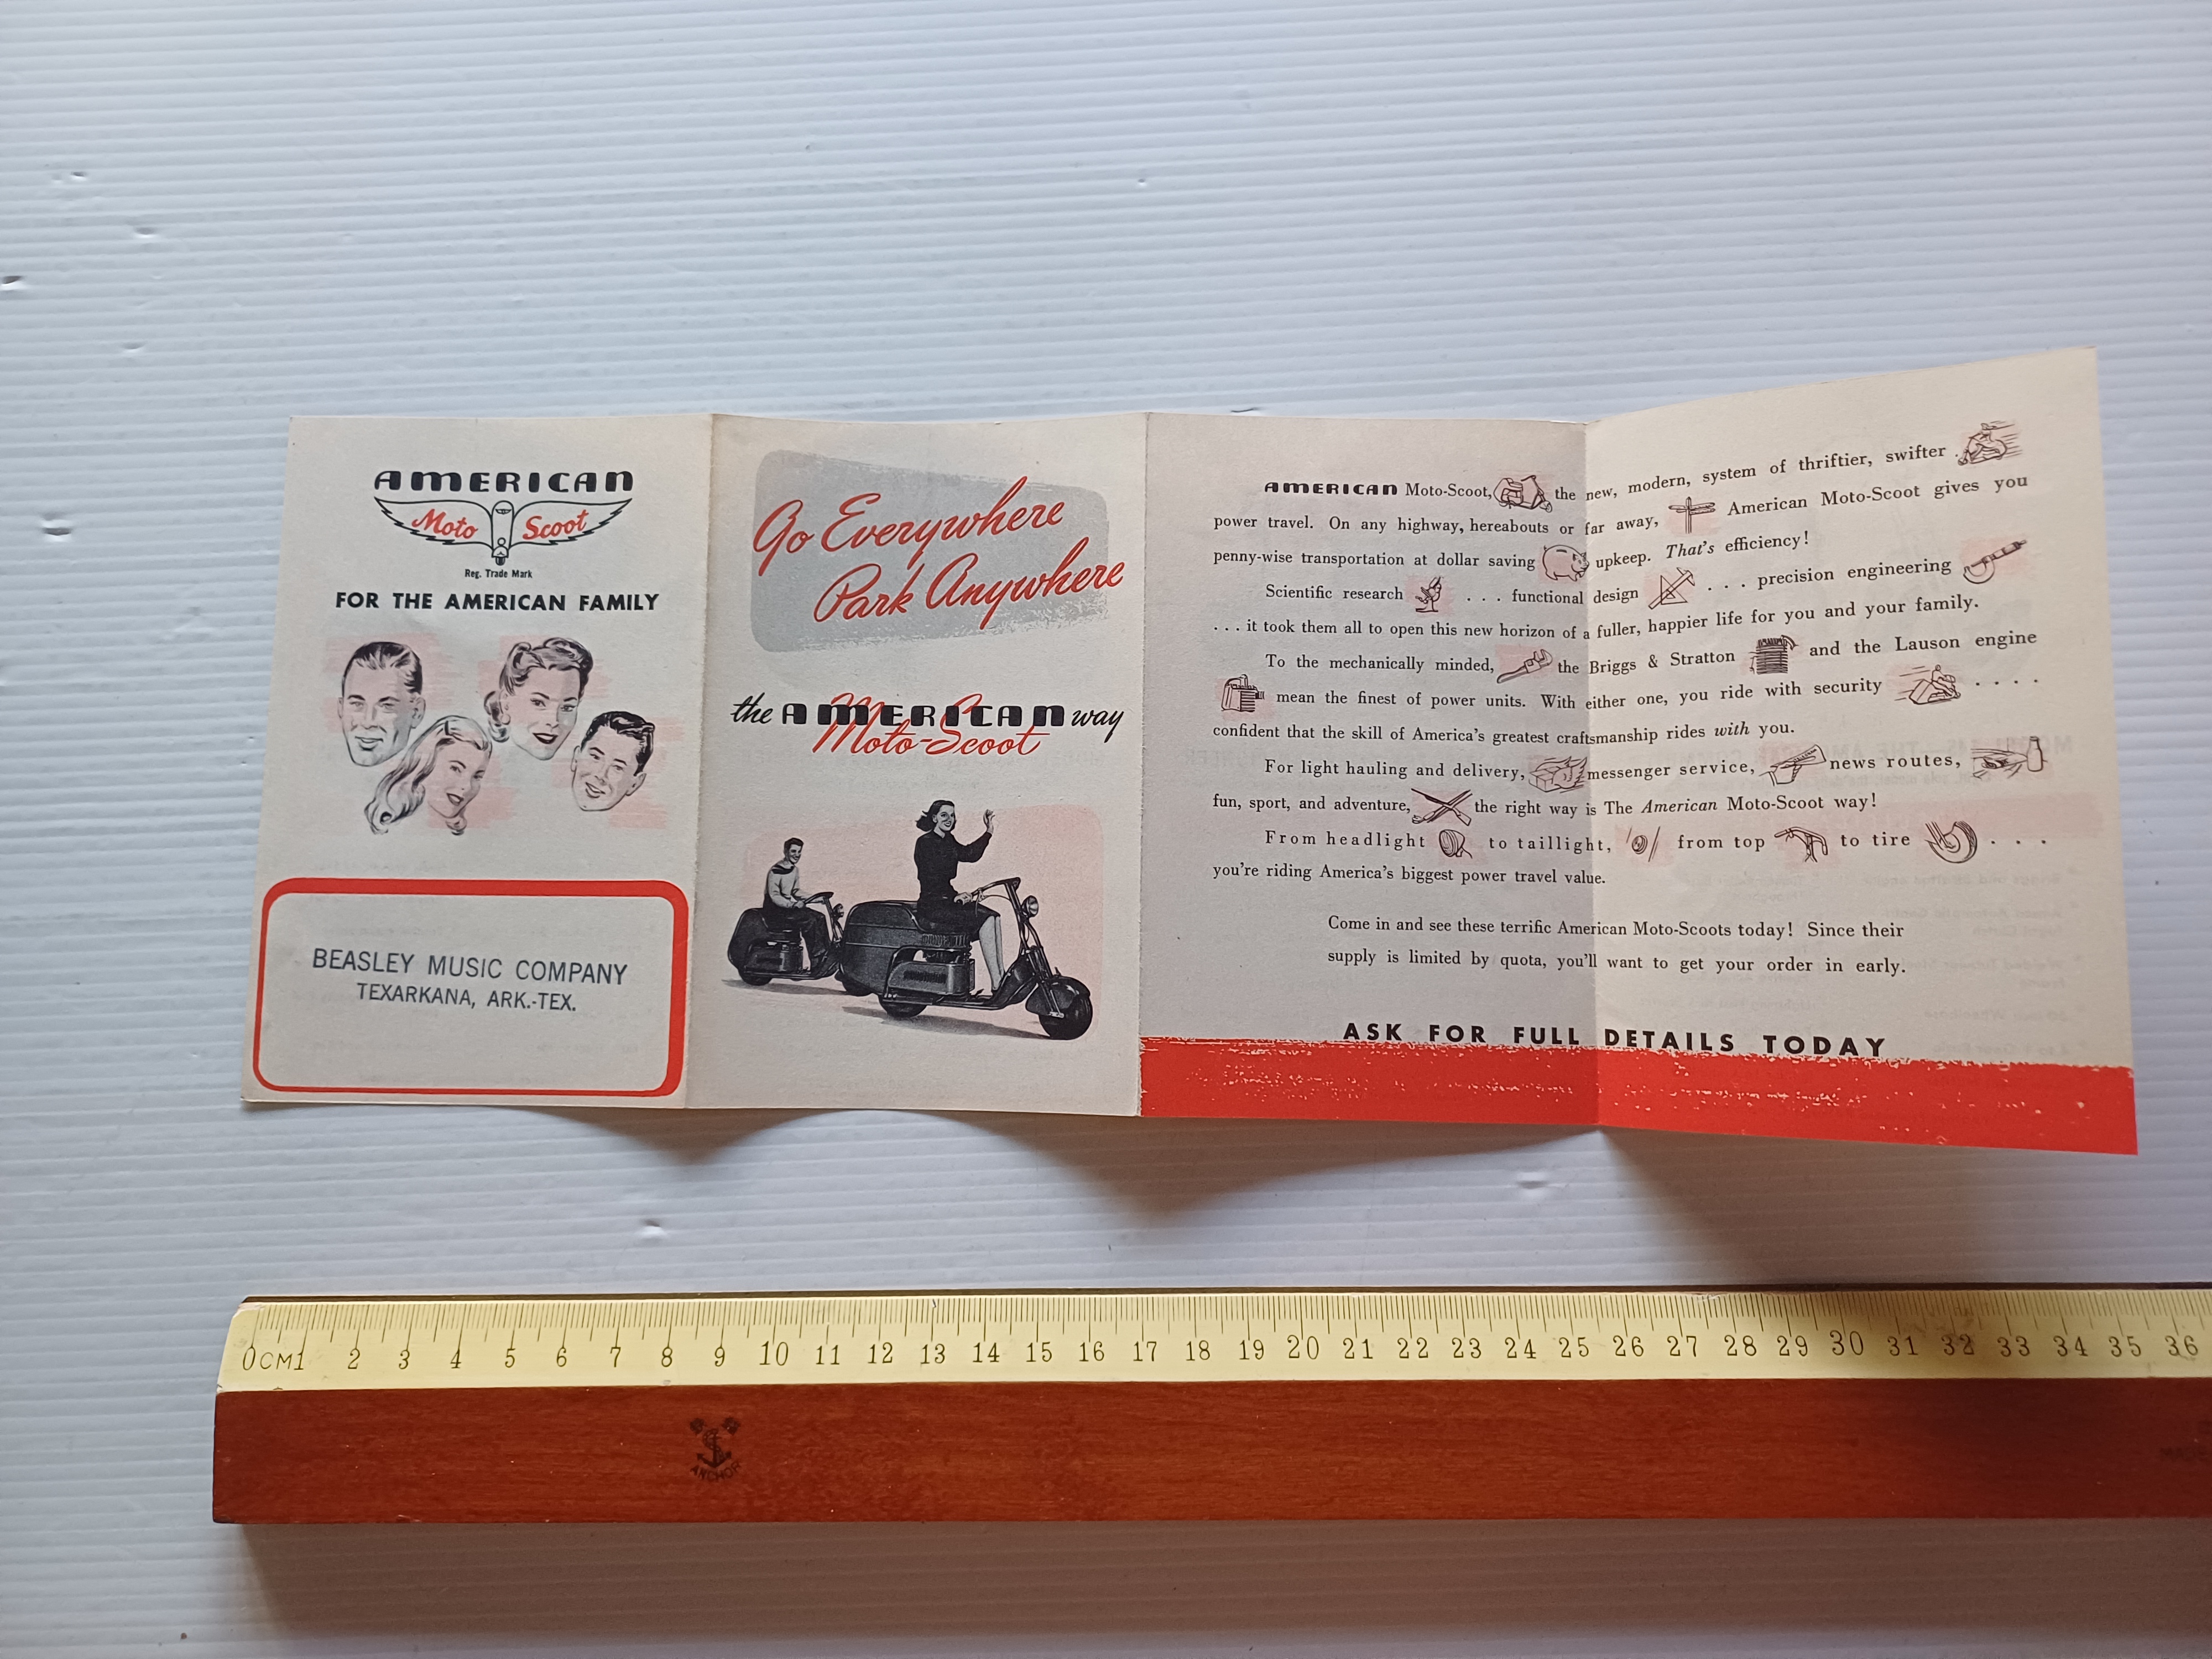 AMERICAN
Moto Scoot
Reg. Trade Mark
FOR THE AMERICAN FAMILY
BEASLEY MUSIC COMPANY
TEXARKANA, ARK.-TEX.
Go Everywhere
Park Anywhere
the AMERICAN way
Moto-Scoot
AMERICAN Moto-Scoot, the new, modern, system of thriftier, swifter
power travel. On any highway, hereabouts or far away, American Moto-Scoot gives you
penny-wise transportation at dollar saving upkeep. That's efficiency!
Scientific research ... functional design ... precision engineering
... it took them all to open this new horizon of a fuller, happier life for you and your family.
To the mechanically minded, the Briggs & Stratton and the Lauson engine
mean the finest of power units. With either one, you ride with security ....
confident that the skill of America's greatest craftsmanship rides with you.
For light hauling and delivery, messenger service, news routes,
fun, sport, and adventure, the right way is The American Moto-Scoot way!
From headlight to taillight, from top to tire ...
you're riding America's biggest power travel value.
Come in and see these terrific American Moto-Scoots today! Since their
supply is limited by quota, you'll want to get your order in early.
ASK FOR FULL DETAILS TODAY
0CM1 2 3 4 5 6 7 8 9 10 11 12 13 14 15 16 17 18 19 20 21 22 23 24 25 26 27 28 29 30 31 32 33 34 35 36
ANCHOR